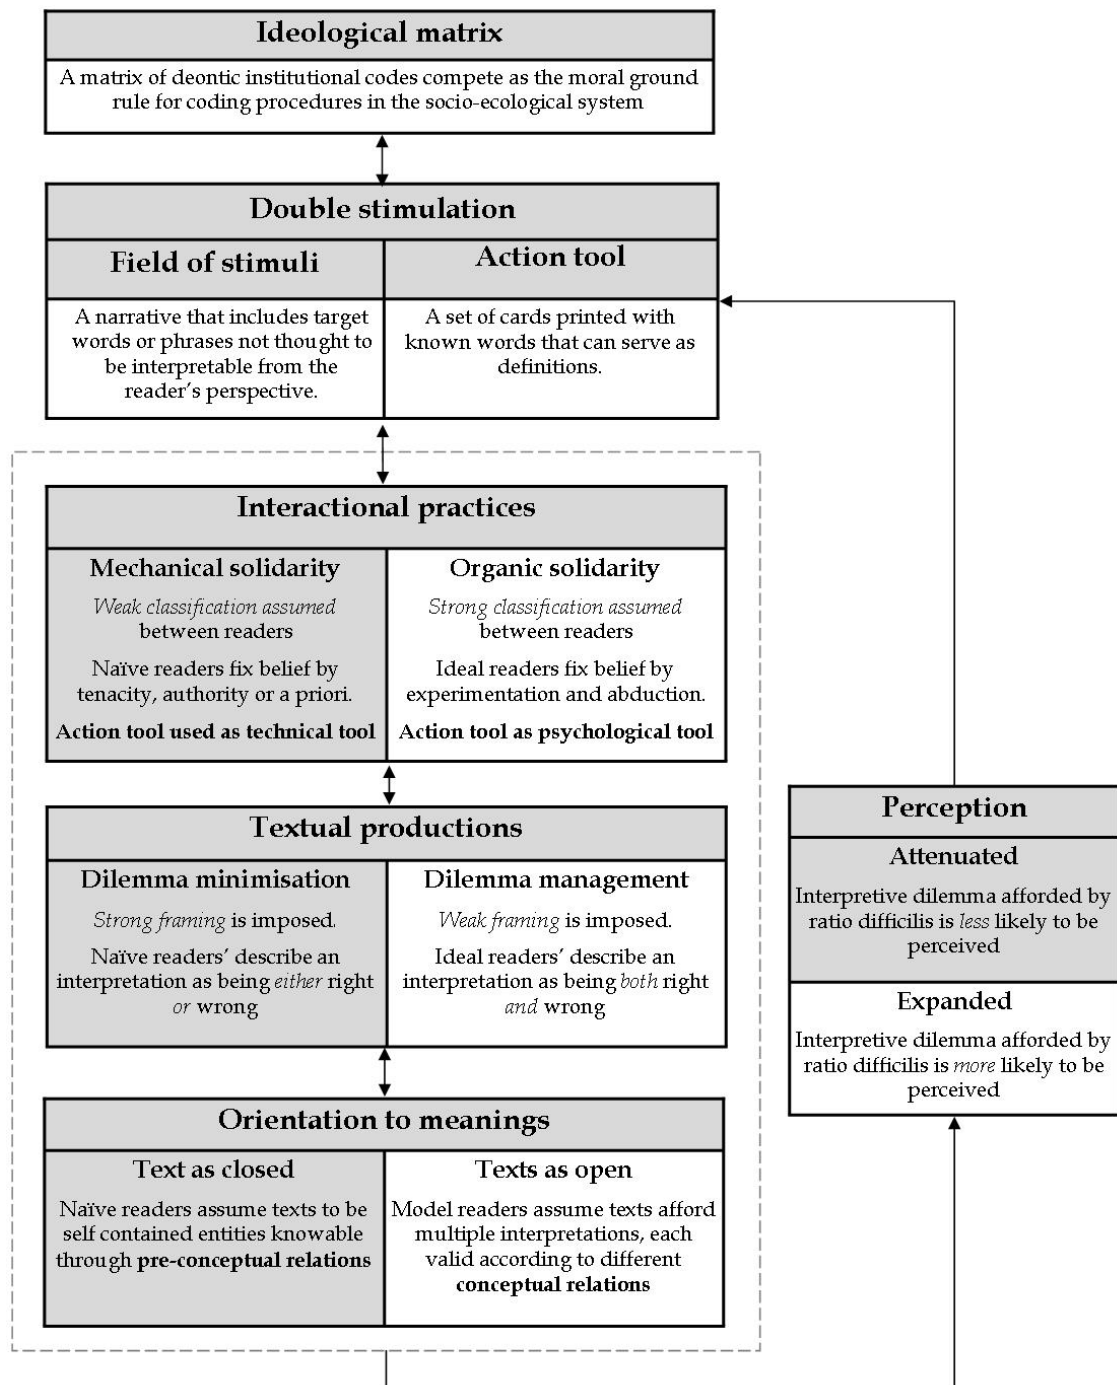 Ideological matrix
A matrix of deontic institutional codes compete as the moral ground
rule for coding procedures in the socio-ecological system
Double stimulation
Field of stimuli
A narrative that includes target
words or phrases not thought to
be interpretable from the
reader’s perspective.
Action tool
A set of cards printed with
known words that can serve as
definitions.
Interactional practices
Mechanical solidarity
Weak classification assumed
between readers
Naïve readers fix belief by
tenacity, authority or a priori.
Action tool used as technical tool
Organic solidarity
Strong classification assumed
between readers
Ideal readers fix belief by
experimentation and abduction.
Action tool as psychological tool
Textual productions
Dilemma minimisation
Strong framing is imposed.
Naïve readers’ describe an
interpretation as being either right
or wrong
Dilemma management
Weak framing is imposed.
Ideal readers’ describe an
interpretation as being both right
and wrong
Orientation to meanings
Text as closed
Naïve readers assume texts to be
self contained entities knowable
through pre-conceptual relations
Texts as open
Model readers assume texts afford
multiple interpretations, each
valid according to different
conceptual relations
Perception
Attenuated
Interpretive dilemma afforded by
ratio difficilis is less likely to be
perceived
Expanded
Interpretive dilemma afforded by
ratio difficilis is more likely to be
perceived